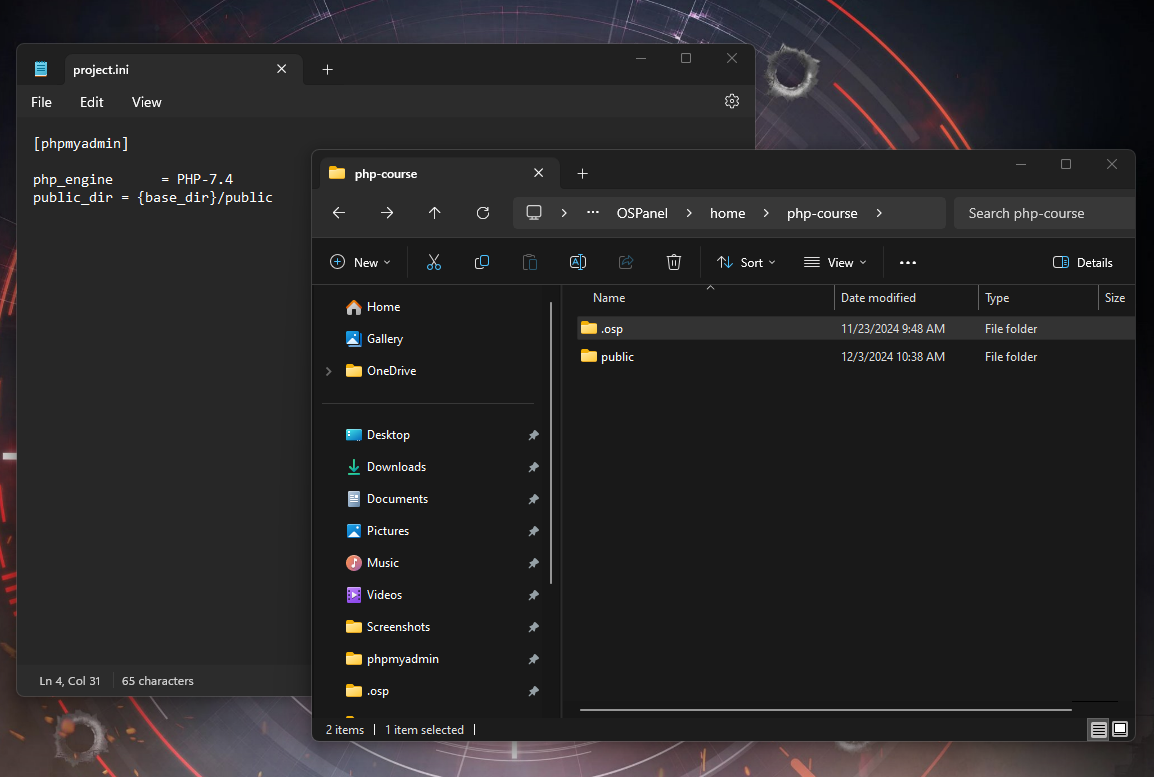 project.ini
File Edit View
[phpmyadmin]
php_engine      = PHP-7.4
public_dir = {base_dir}/public
Ln 4, Col 31 65 characters
php-course
... OSPanel > home > php-course >
Search php-course
New Sort View ... Details
Name Date modified Type Size
.osp 11/23/2024 9:48 AM File folder
public 12/3/2024 10:38 AM File folder
Home
Gallery
OneDrive
Desktop
Downloads
Documents
Pictures
Music
Videos
Screenshots
phpmyadmin
.osp
2 items 1 item selected